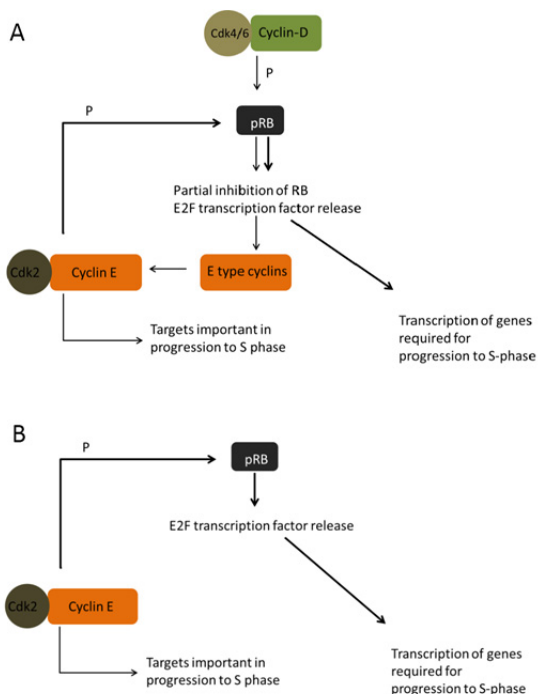 A
Cdk4/6 Cyclin-D
P
P
pRB
Partial inhibition of RB
E2F transcription factor release
Cdk2 Cyclin E
E type cyclins
Targets important in
progression to S phase
Transcription of genes
required for
progression to S-phase
B
P
pRB
E2F transcription factor release
Cdk2 Cyclin E
Targets important in
progression to S phase
Transcription of genes
required for
progression to S-phase